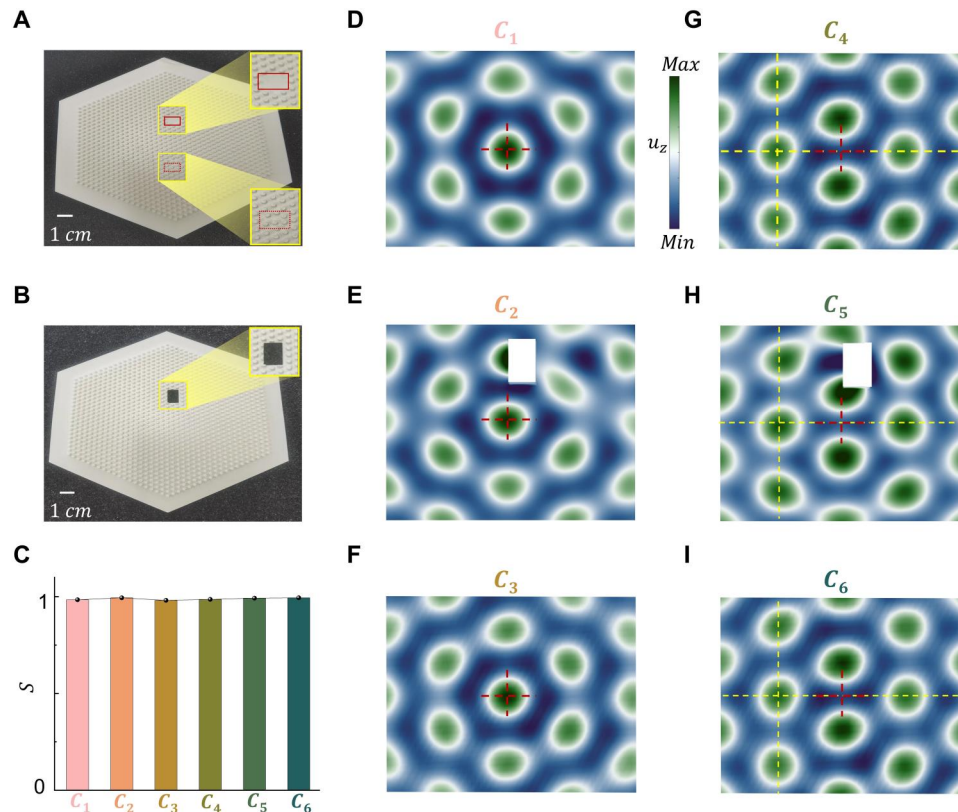 A
1 cm
B
1 cm
C
1
S
0
C₁ C₂ C₃ C₄ C₅ C₆
D
C₁
Max
u_z
Min
E
C₂
F
C₃
G
C₄
H
C₅
I
C₆